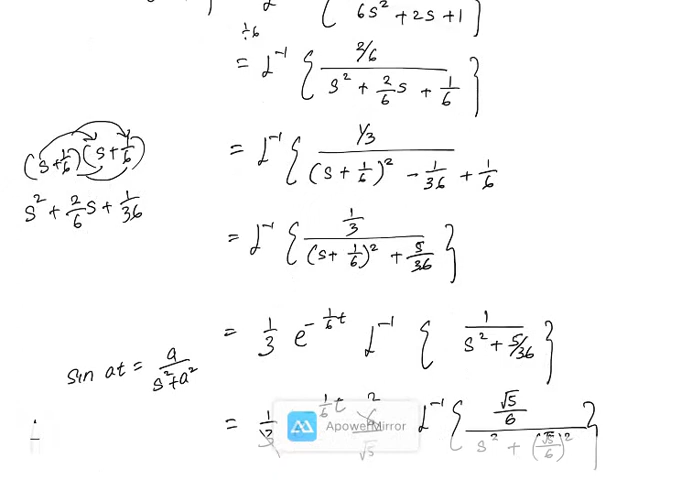 { 6s² + 2s + 1 }
÷6
= L⁻¹ { 2/6 / s² + 2/6 s + 1/6 }
(s+1/6)(s+1/6)
= L⁻¹ { 1/3 / (s + 1/6)² - 1/36 + 1/6
s² + 2/6 s + 1/36
= L⁻¹ { 1/3 / (s + 1/6)² + 5/36 }
= 1/3 e^-1/6t L⁻¹ { 1 / s² + 5/36 }
sin at = a / s²+a²
= 1/3 1/6t 2 6 / √5 L⁻¹ { √5/6 / s² + (√5/6)² }
ApowerMirror